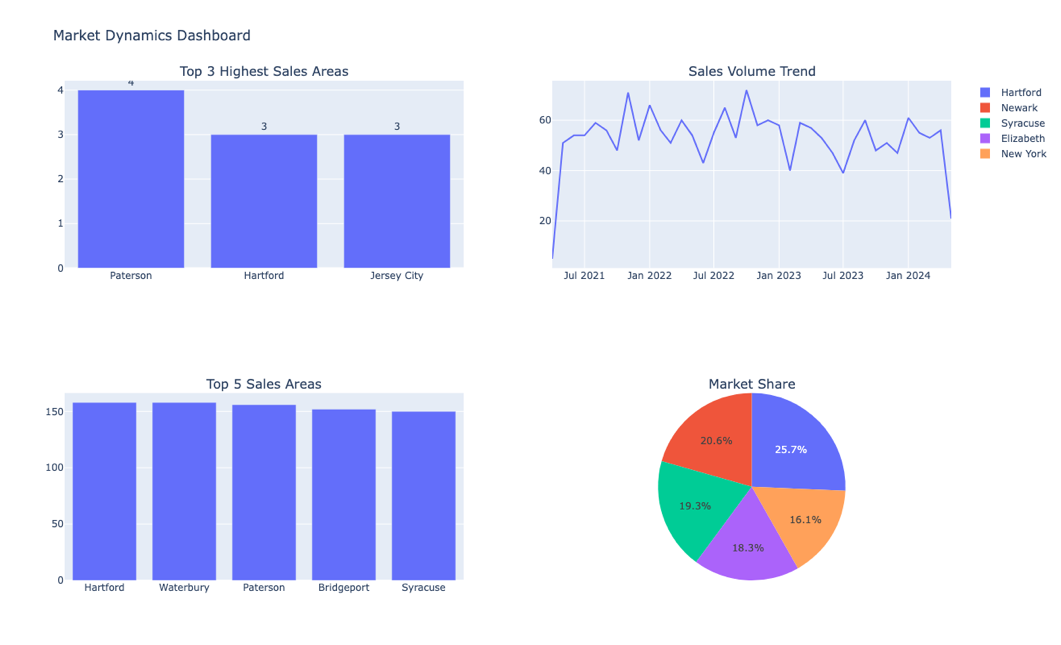 Market Dynamics Dashboard
Top 3 Highest Sales Areas
4
3
3
4
3
2
1
0
Paterson
Hartford
Jersey City
Sales Volume Trend
60
40
20
Jul 2021
Jan 2022
Jul 2022
Jan 2023
Jul 2023
Jan 2024
Hartford
Newark
Syracuse
Elizabeth
New York
Top 5 Sales Areas
150
100
50
0
Hartford
Waterbury
Paterson
Bridgeport
Syracuse
Market Share
20.6%
25.7%
19.3%
16.1%
18.3%